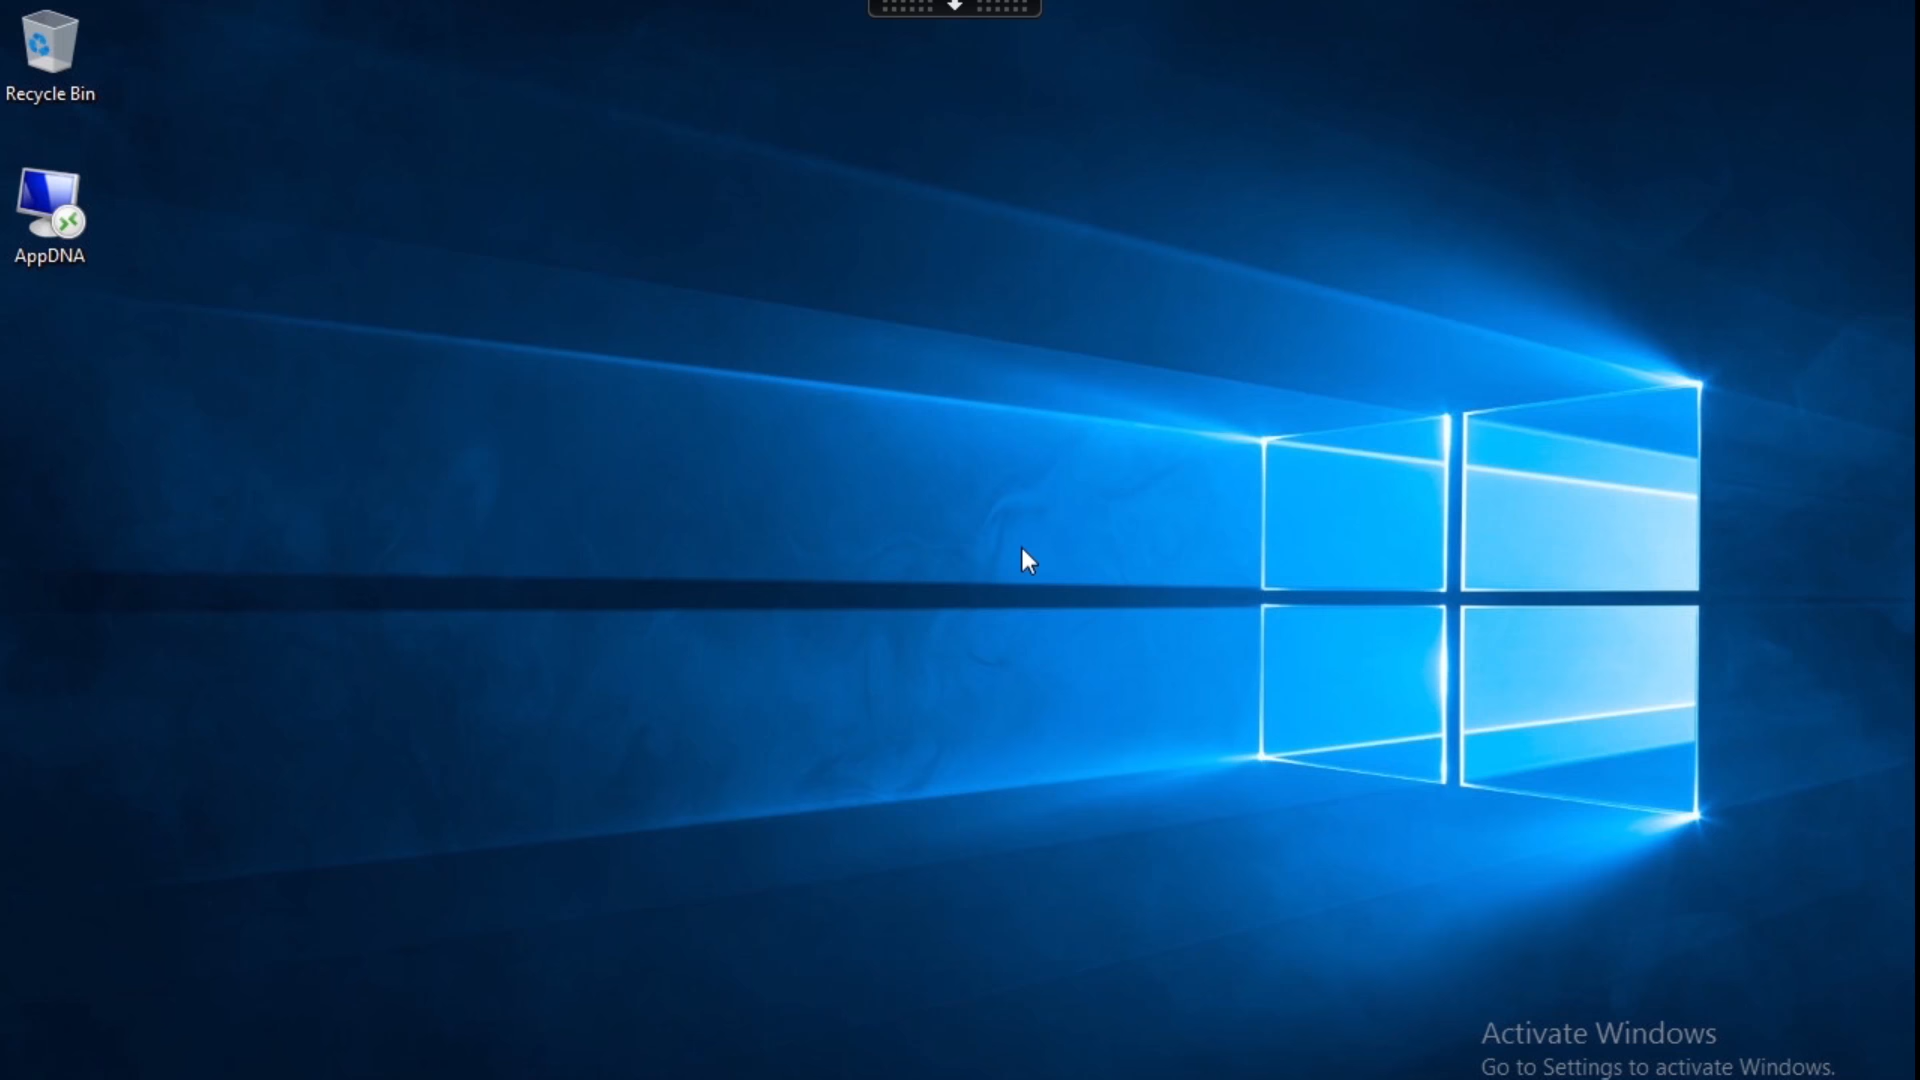 Recycle Bin
AppDNA
Activate Windows
Go to Settings to activate Windows.